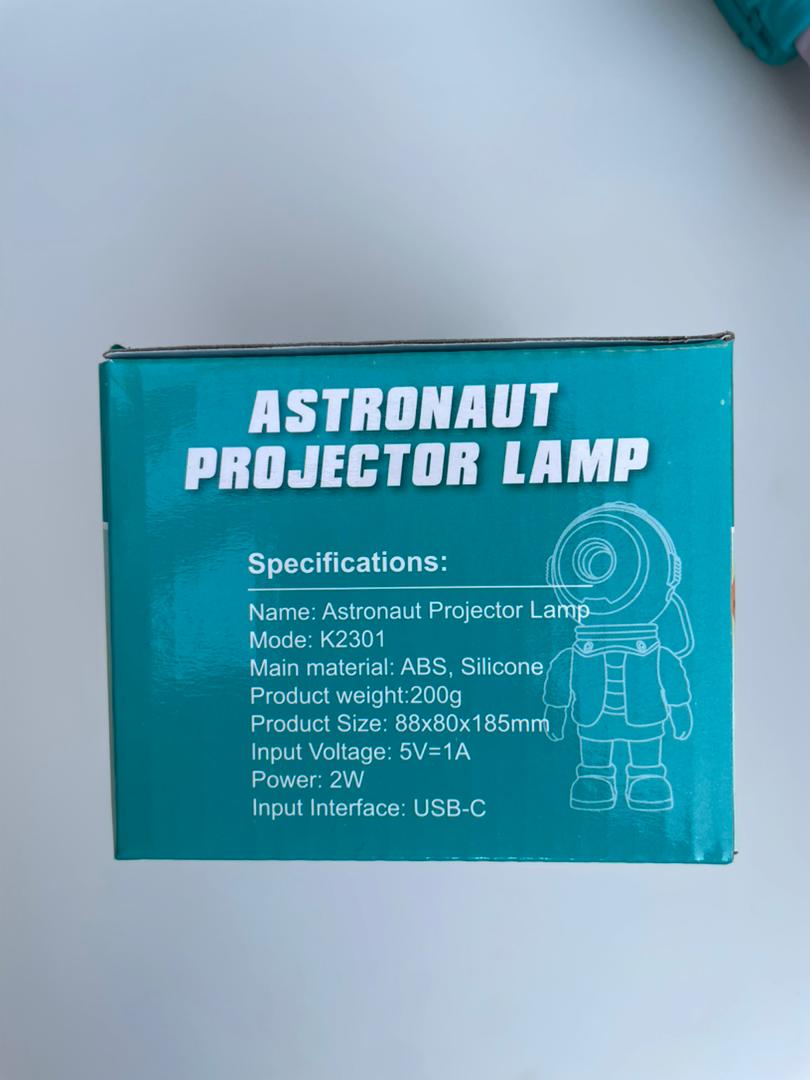 ASTRONAUT
PROJECTOR LAMP
Specifications:
Name: Astronaut Projector Lamp
Mode: K2301
Main material: ABS, Silicone
Product weight:200g
Product Size: 88x80x185mm
Input Voltage: 5V=1A
Power: 2W
Input Interface: USB-C